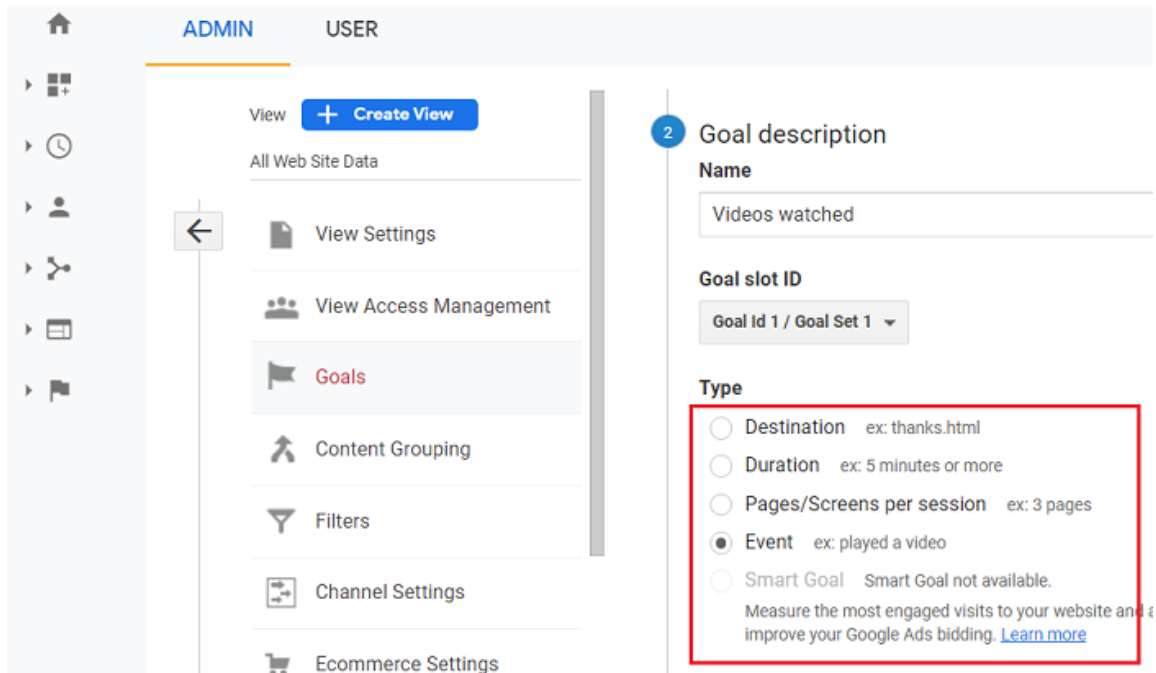 ADMIN
USER
View
Create View
All Web Site Data
View Settings
View Access Management
Goals
Content Grouping
Filters
Channel Settings
Ecommerce Settings
2
Goal description
Name
Videos watched
Goal slot ID
Goal Id 1 / Goal Set 1
Type
Destination ex: thanks.html
Duration ex: 5 minutes or more
Pages/Screens per session ex: 3 pages
Event ex: played a video
Smart Goal Smart Goal not available.
Measure the most engaged visits to your website and a
improve your Google Ads bidding. Learn more